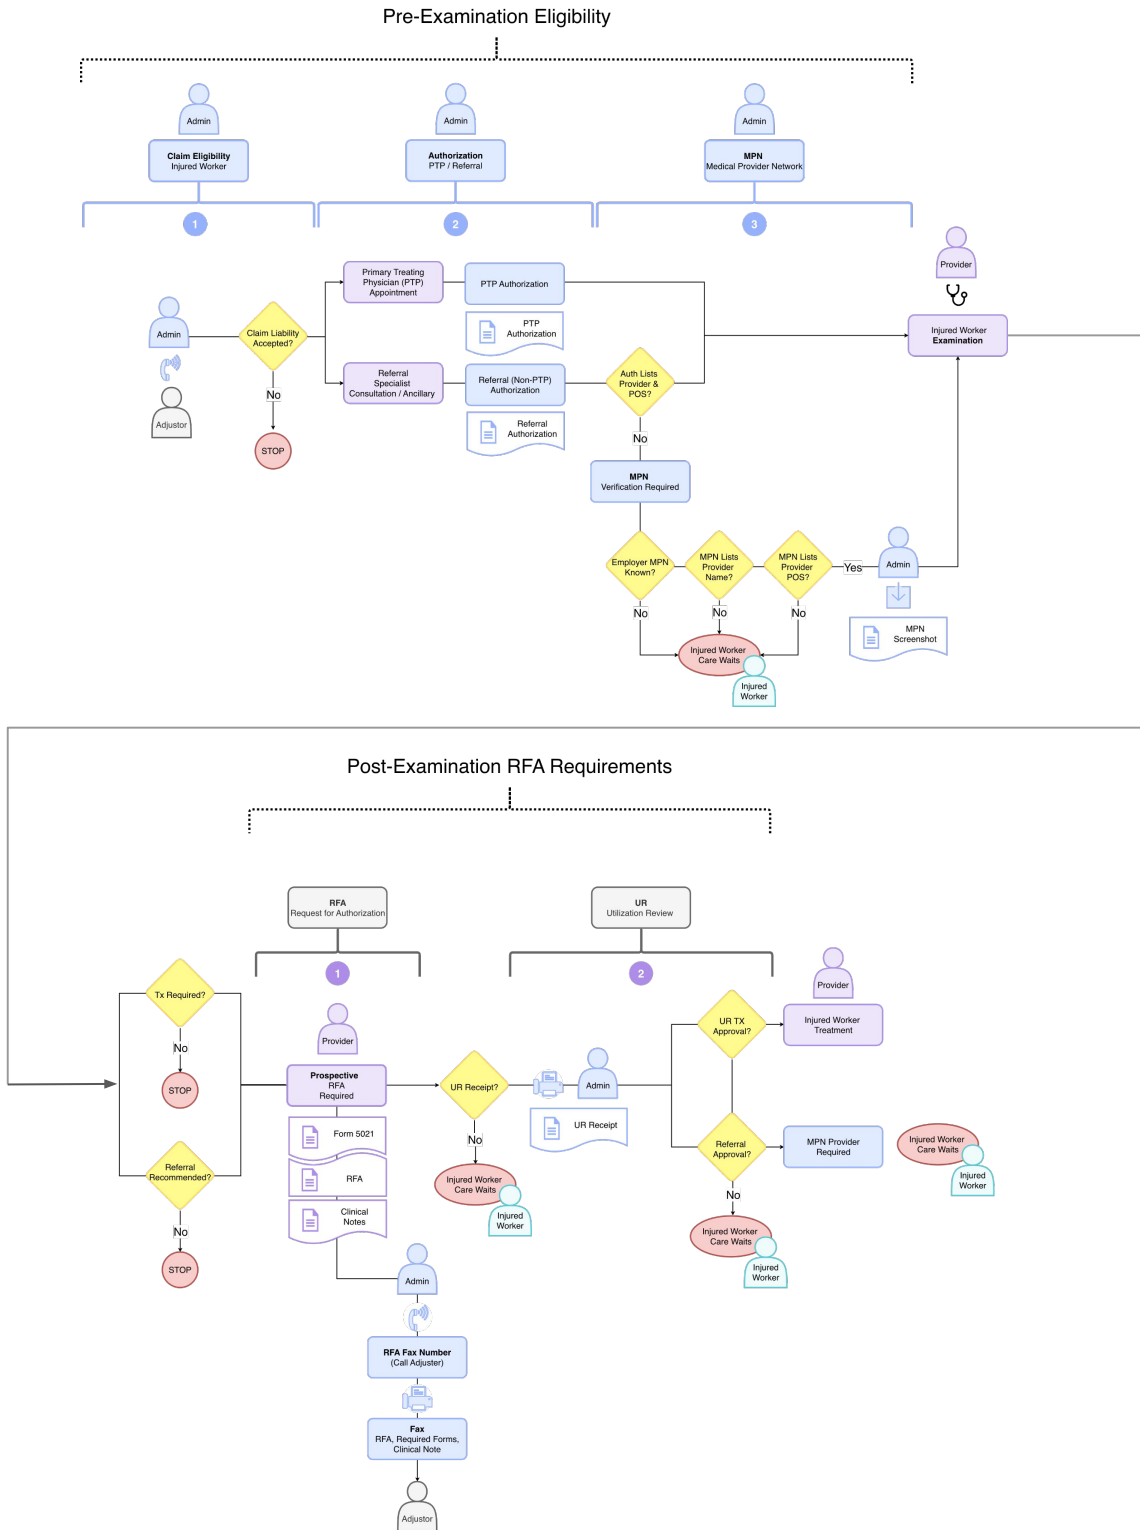 Pre-Examination Eligibility
Admin
Admin
Admin
Claim Eligibility
Injured Worker
Authorization
PTP / Referral
MPN
Medical Provider Network
1
2
3
Provider
Primary Treating
Physician (PTP)
Appointment
PTP Authorization
Admin
Claim Liability
Accepted?
PTP
Authorization
Injured Worker
Examination
Referral
Specialist
Consultation / Ancillary
Referral (Non-PTP)
Authorization
Auth Lists
Provider &
POS?
No
Adjustor
Referral
Authorization
No
STOP
MPN
Verification Required
Employer MPN
Known?
MPN Lists
Provider
Name?
MPN Lists
Provider
POS?
Yes
Admin
No
No
No
MPN
Screenshot
Injured Worker
Care Waits
Injured
Worker
Post-Examination RFA Requirements
RFA
Request for Authorization
UR
Utilization Review
1
2
Provider
Tx Required?
No
STOP
Provider
Prospective
RFA
Required
UR Receipt?
Admin
UR TX
Approval?
Injured Worker
Treatment
Form 5021
RFA
Clinical
Notes
No
UR Receipt
Referral
Approval?
MPN Provider
Required
Injured Worker
Care Waits
Injured
Worker
Referral
Recommended?
No
STOP
Injured Worker
Care Waits
Injured
Worker
No
Injured Worker
Care Waits
Injured
Worker
Admin
RFA Fax Number
(Call Adjuster)
Fax
RFA, Required Forms,
Clinical Note
Adjustor